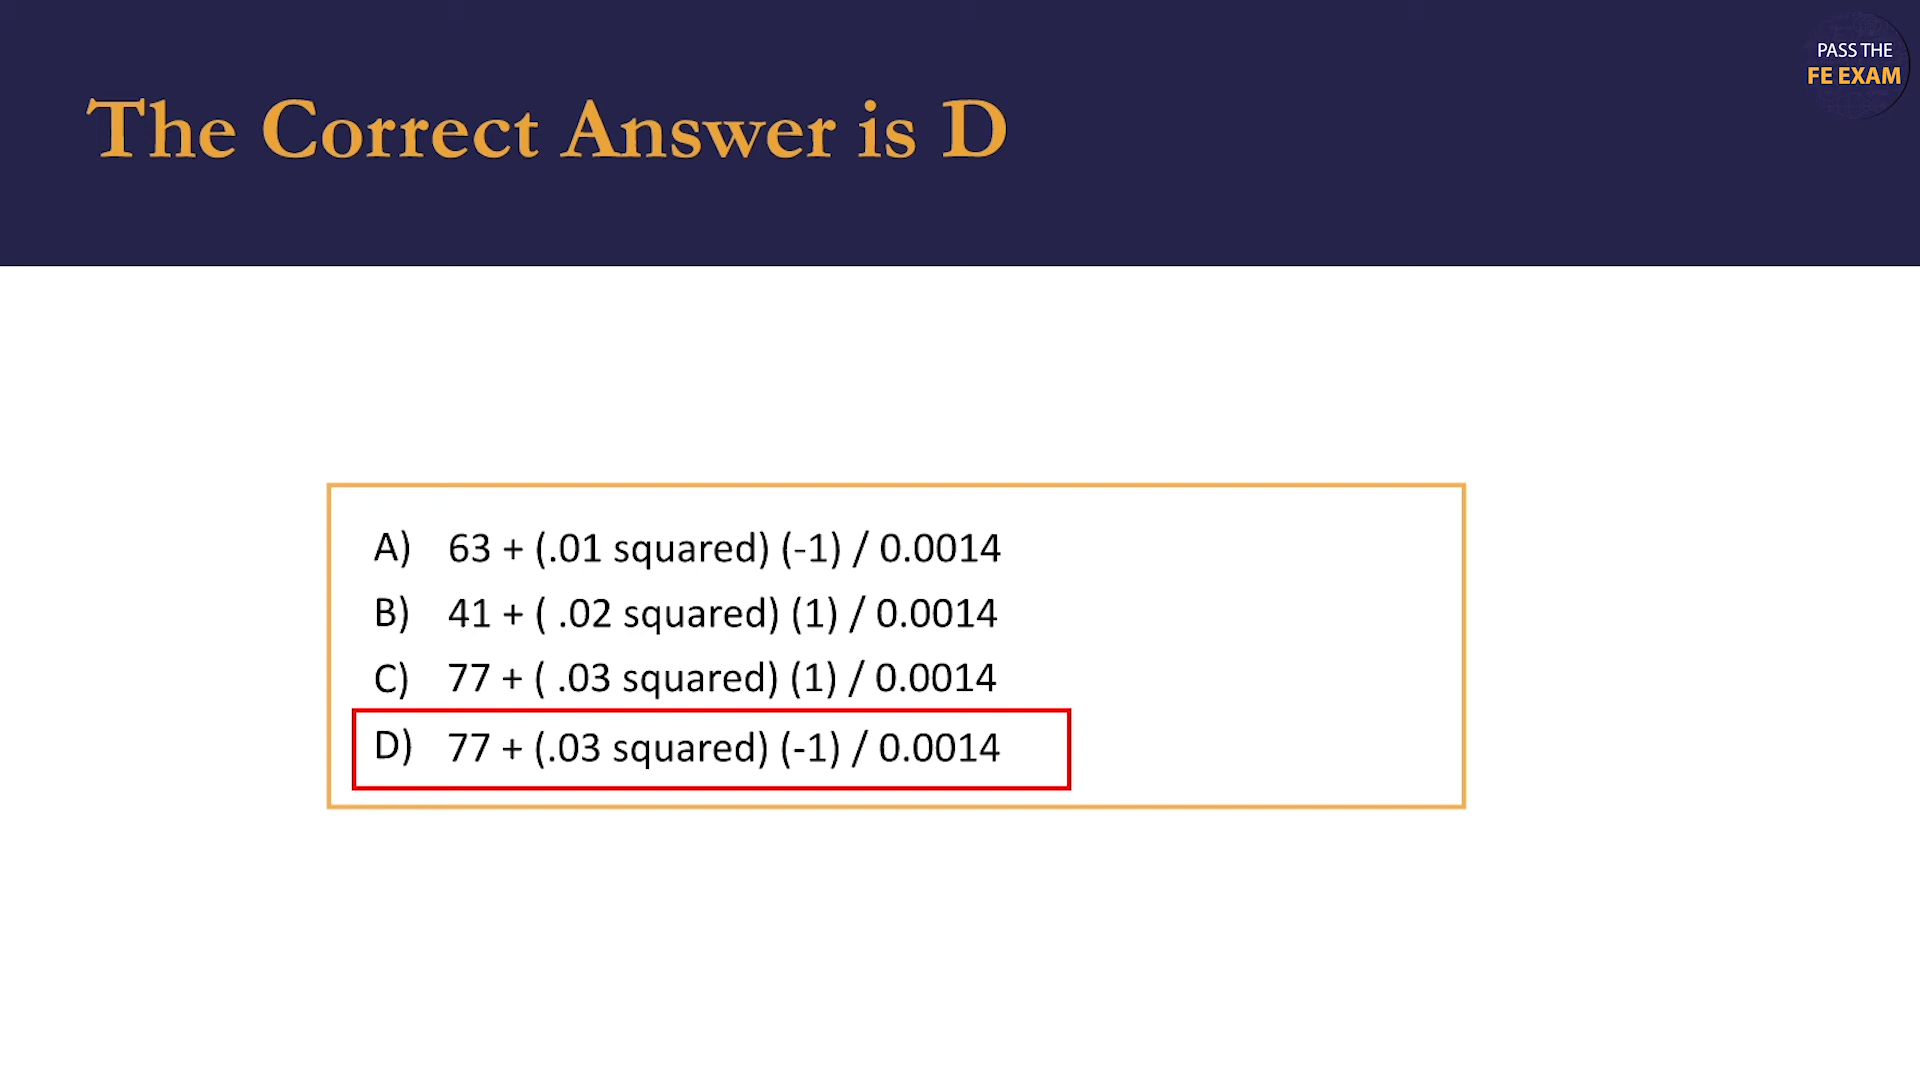 PASS THE
FE EXAM
The Correct Answer is D
A) 63 + (.01 squared) (-1) / 0.0014
B) 41 + ( .02 squared) (1) / 0.0014
C) 77 + ( .03 squared) (1) / 0.0014
D) 77 + (.03 squared) (-1) / 0.0014